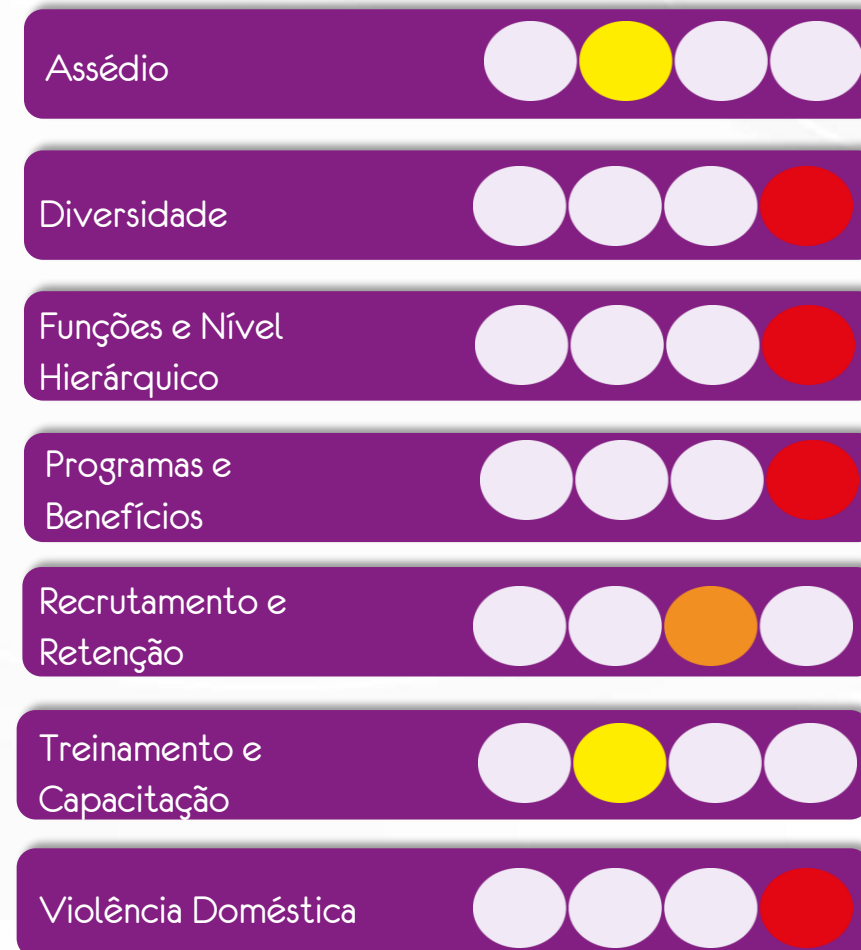 Assédio
Diversidade
Funções e Nível
Hierárquico
Programas e
Benefícios
Recrutamento e
Retenção
Treinamento e
Capacitação
Violência Doméstica